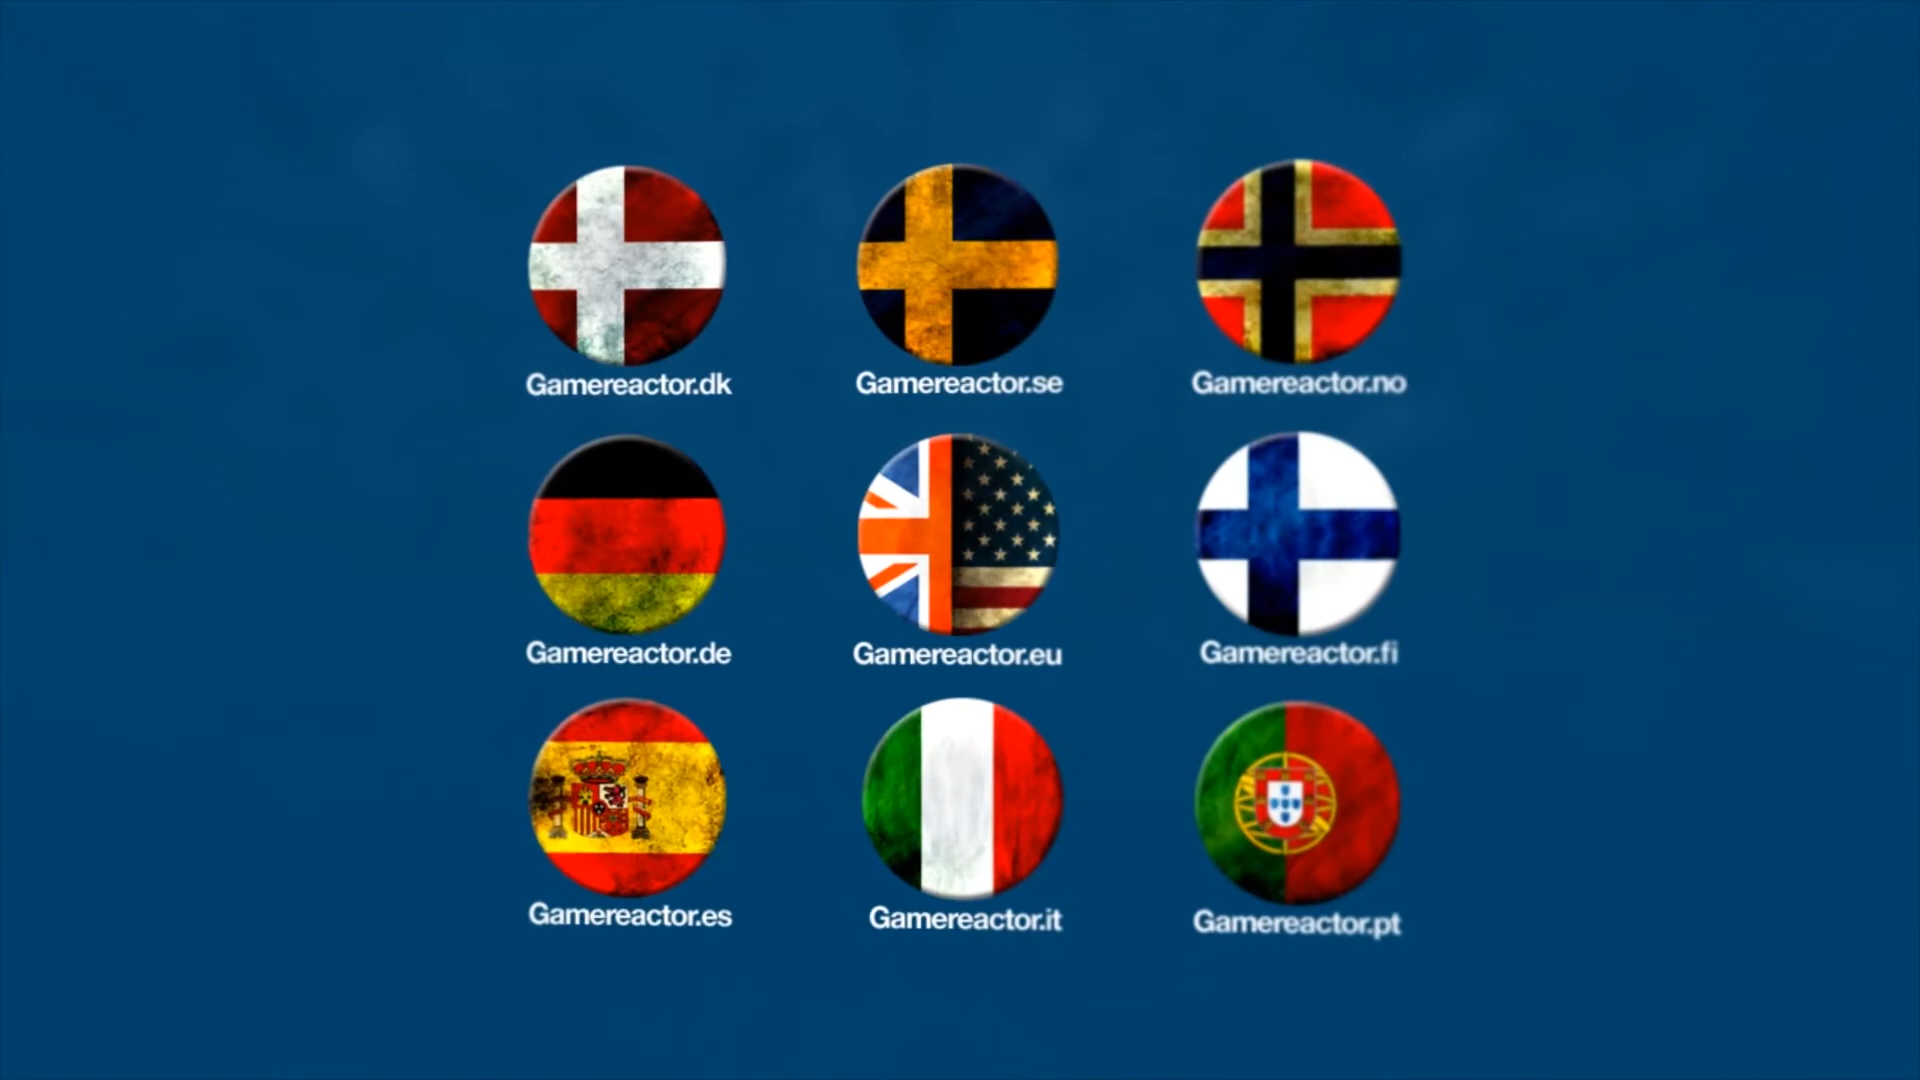 Gamereactor.dk
Gamereactor.se
Gamereactor.no
Gamereactor.de
Gamereactor.eu
Gamereactor.fi
Gamereactor.es
Gamereactor.it
Gamereactor.pt